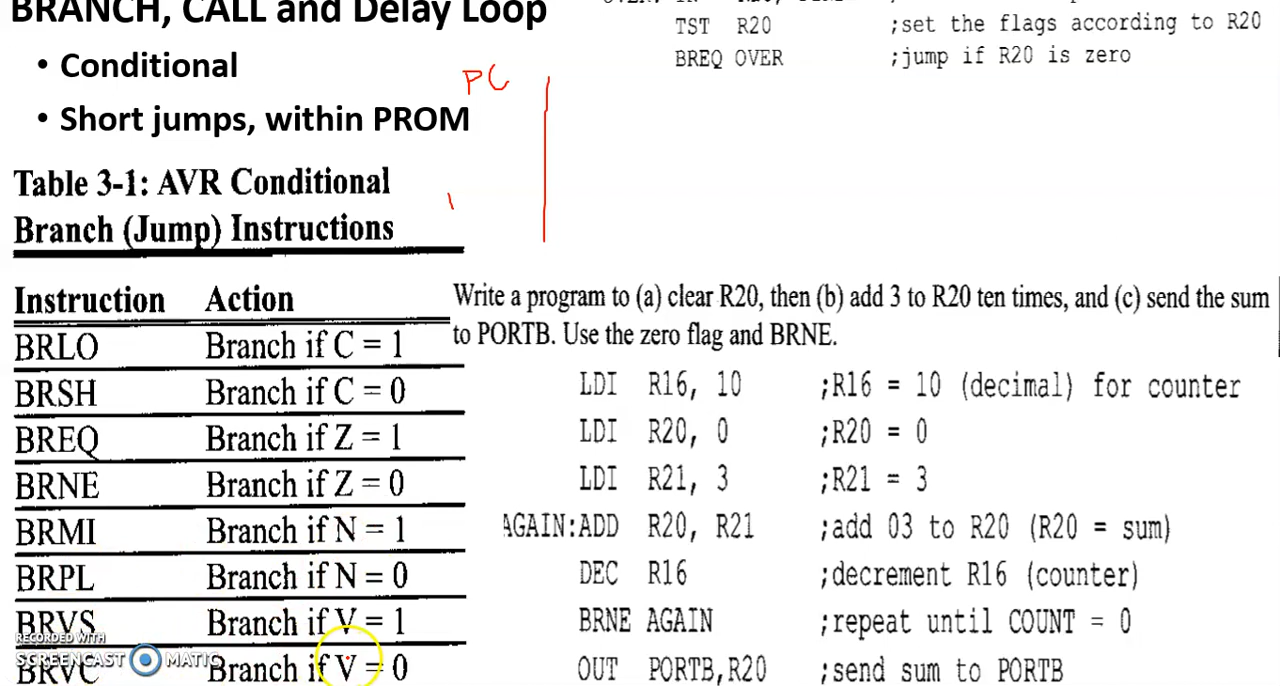 BRANCH, CALL and Delay Loop
• Conditional
• Short jumps, within PROM
PC
TST R20 ;set the flags according to R20
BREQ OVER ;jump if R20 is zero
Table 3-1: AVR Conditional
Branch (Jump) Instructions
Instruction Action
BRLO Branch if C = 1
BRSH Branch if C = 0
BREQ Branch if Z = 1
BRNE Branch if Z = 0
BRMI Branch if N = 1
BRPL Branch if N = 0
BRVS Branch if V = 1
BRVC Branch if V = 0
RECORDED WITH
SCREENCAST MATIC
Write a program to (a) clear R20, then (b) add 3 to R20 ten times, and (c) send the sum
to PORTB. Use the zero flag and BRNE.
LDI R16, 10 ;R16 = 10 (decimal) for counter
LDI R20, 0 ;R20 = 0
LDI R21, 3 ;R21 = 3
AGAIN:ADD R20, R21 ;add 03 to R20 (R20 = sum)
DEC R16 ;decrement R16 (counter)
BRNE AGAIN ;repeat until COUNT = 0
OUT PORTB,R20 ;send sum to PORTB